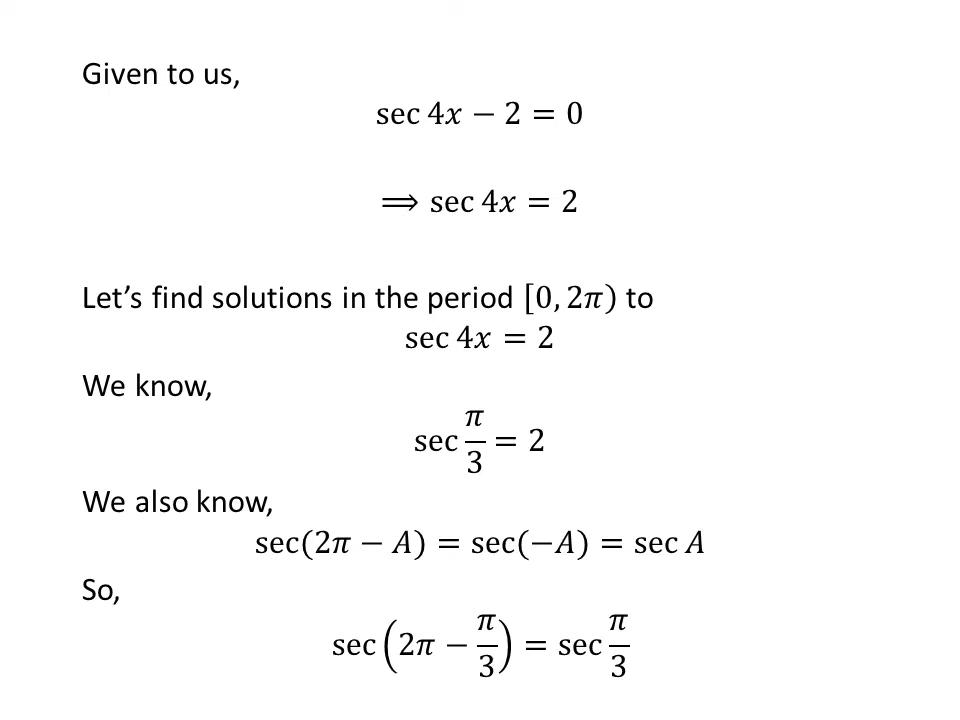 Given to us,
sec 4𝑥 − 2 = 0
⟹ sec 4𝑥 = 2
Let’s find solutions in the period [0, 2𝜋) to
sec 4𝑥 = 2
We know,
sec 𝜋/3 = 2
We also know,
sec(2𝜋 − 𝐴) = sec(−𝐴) = sec 𝐴
So,
sec(2𝜋 − 𝜋/3) = sec 𝜋/3